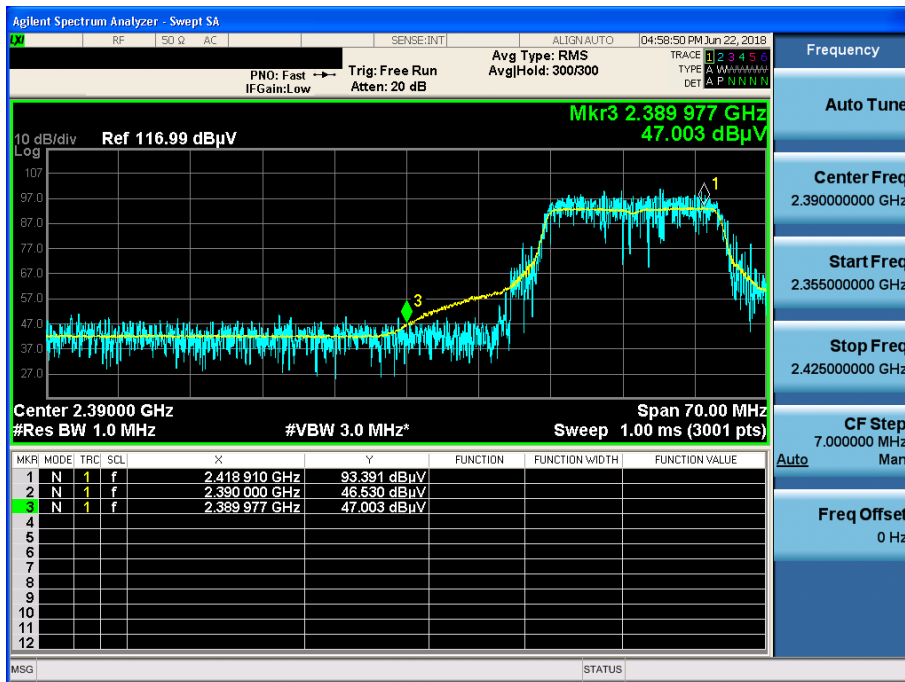 Agilent Spectrum Analyzer - Swept SA
LXI RF 50 Ω AC SENSE:INT ALIGN AUTO 04:58:50 PM Jun 22, 2018
PNO: Fast Trig: Free Run Avg Type: RMS TRACE 1 2 3 4 5 6
IFGain:Low Atten: 20 dB Avg|Hold: 300/300 TYPE A WWWWW
DET A P N N N N
Mkr3 2.389 977 GHz
47.003 dBµV
10 dB/div Ref 116.99 dBµV
Log
107
97.0
87.0
77.0
67.0
57.0
47.0
37.0
27.0
1
3
Center 2.39000 GHz Span 70.00 MHz
#Res BW 1.0 MHz #VBW 3.0 MHz* Sweep 1.00 ms (3001 pts)
MKR MODE TRC SCL X Y FUNCTION FUNCTION WIDTH FUNCTION VALUE
1 N 1 f 2.418 910 GHz 93.391 dBµV
2 N 1 f 2.390 000 GHz 46.530 dBµV
3 N 1 f 2.389 977 GHz 47.003 dBµV
4
5
6
7
8
9
10
11
12
MSG STATUS
Frequency
Auto Tune
Center Freq
2.390000000 GHz
Start Freq
2.355000000 GHz
Stop Freq
2.425000000 GHz
CF Step
7.000000 MHz
Auto Man
Freq Offset
0 Hz